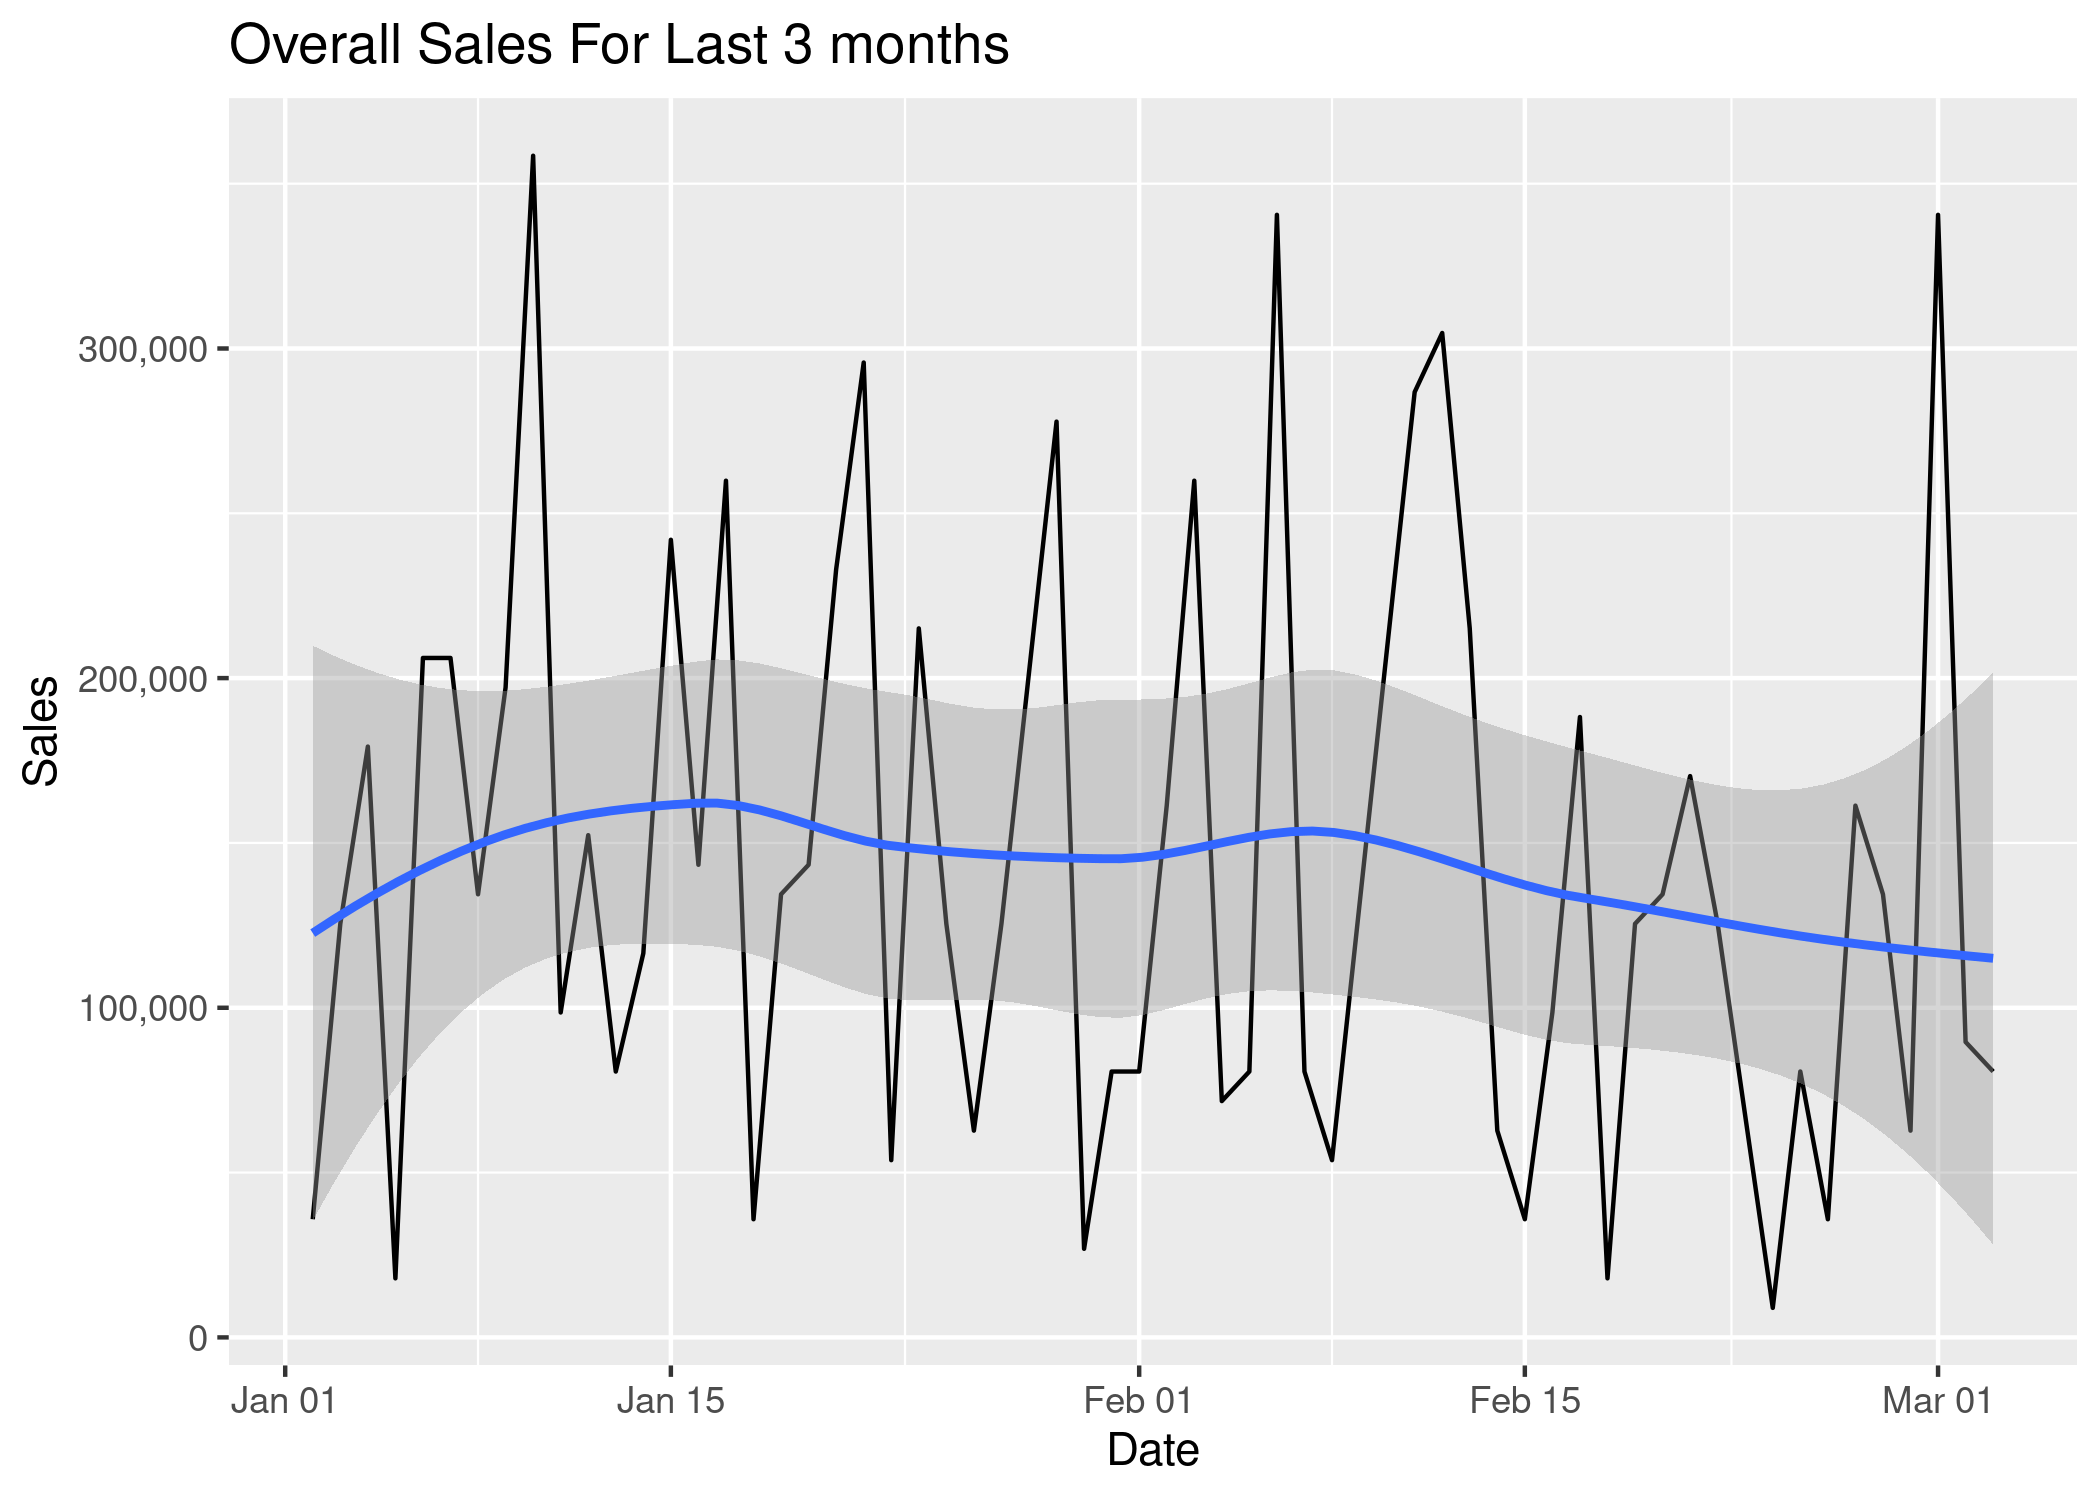 Overall Sales For Last 3 months
Sales
300,000
200,000
100,000
0
Jan 01 Jan 15 Feb 01 Feb 15 Mar 01
Date